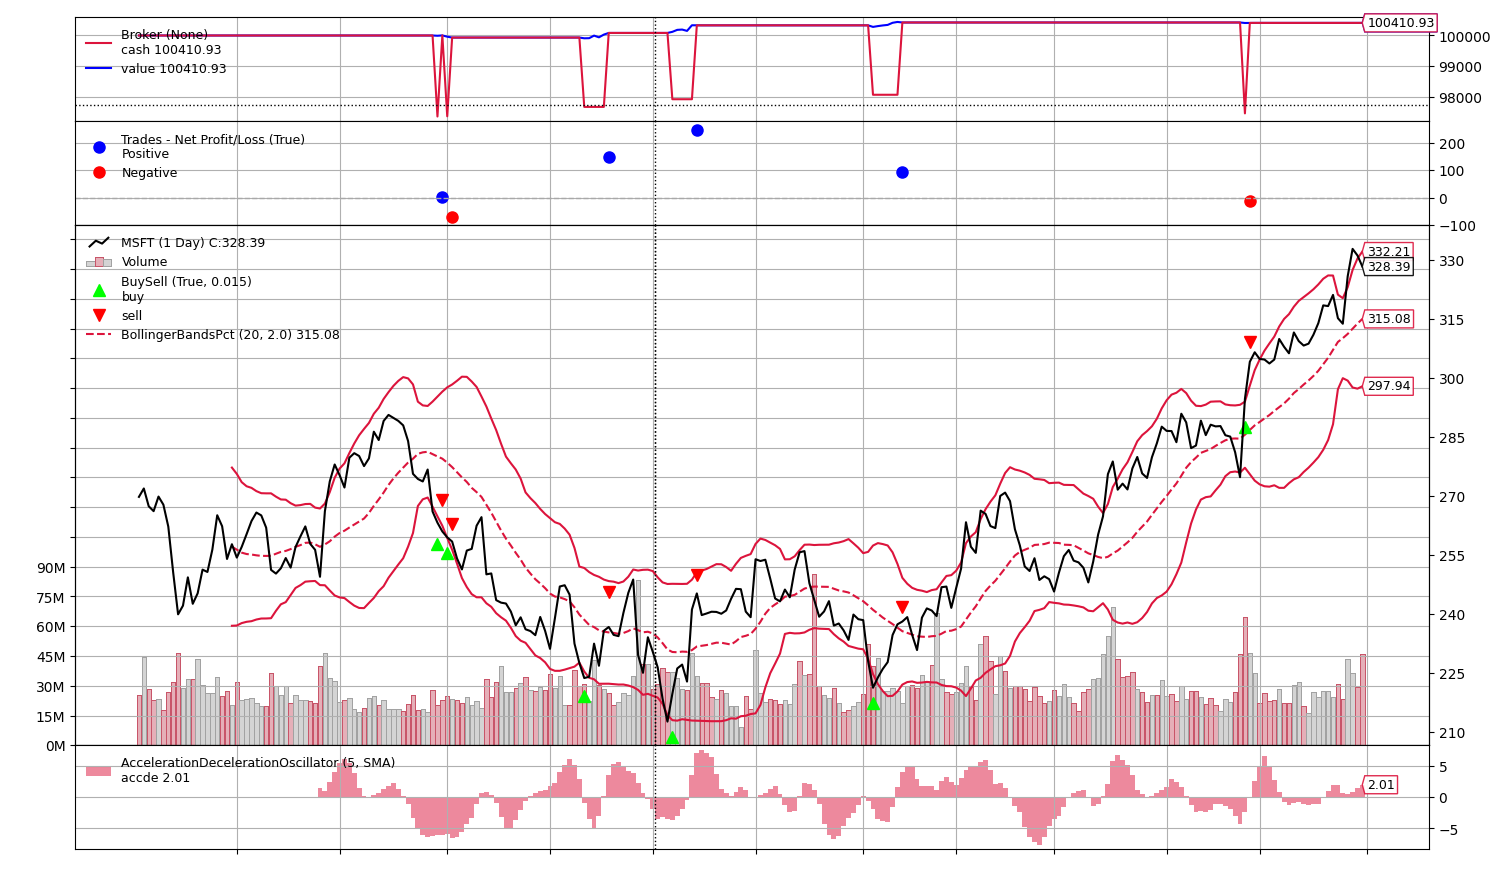 Broker (None)
cash 100410.93
value 100410.93
100410.93
100000
99000
98000
Trades - Net Profit/Loss (True)
Positive
Negative
200
100
0
−100
MSFT (1 Day) C:328.39
Volume
BuySell (True, 0.015)
buy
sell
BollingerBandsPct (20, 2.0) 315.08
332.21
330
328.39
315
315.08
300
297.94
285
270
255
240
225
210
90M
75M
60M
45M
30M
15M
0M
AccelerationDecelerationOscillator (5, SMA)
accde 2.01
5
2.01
0
−5